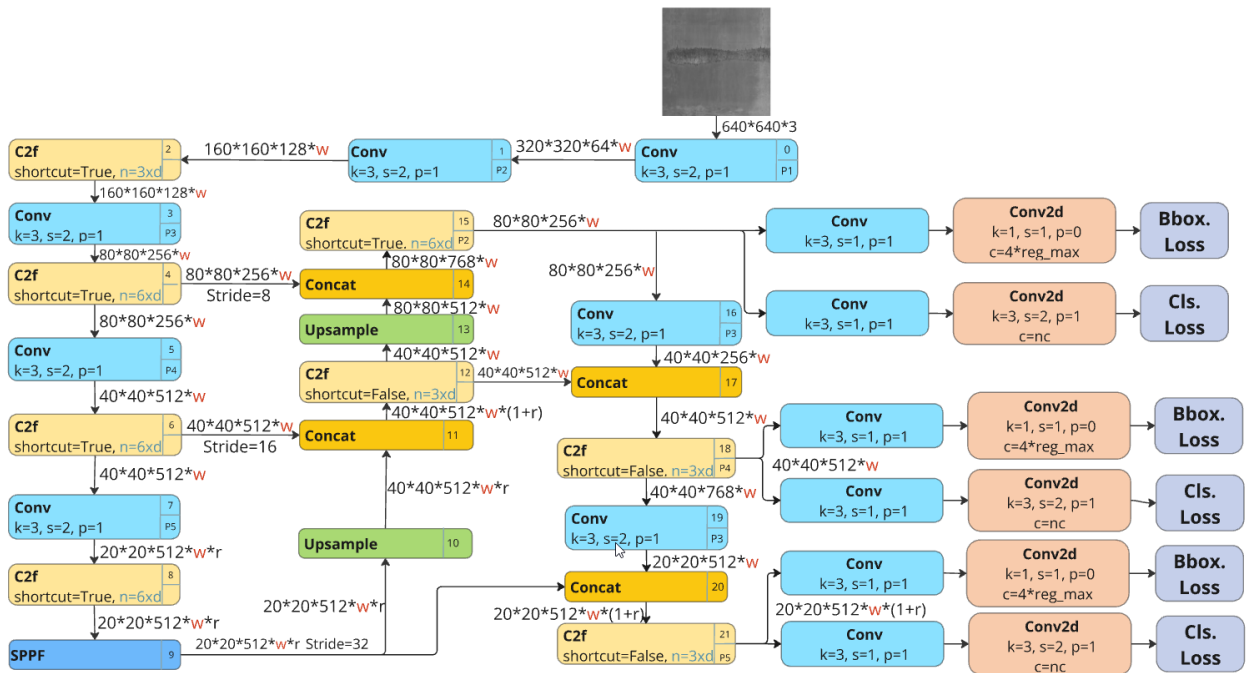 640*640*3
C2f
2
shortcut=True, n=3xd
160*160*128*w
Conv
1
k=3, s=2, p=1
P2
320*320*64*w
Conv
0
k=3, s=2, p=1
P1
160*160*128*w
Conv
3
k=3, s=2, p=1
P3
80*80*256*w
C2f
4
shortcut=True, n=6xd
80*80*256*w
Stride=8
80*80*256*w
Conv
5
k=3, s=2, p=1
P4
40*40*512*w
C2f
6
shortcut=True, n=6xd
40*40*512*w
Stride=16
40*40*512*w
Conv
7
k=3, s=2, p=1
P5
20*20*512*w*r
C2f
8
shortcut=True, n=6xd
20*20*512*w*r
SPPF
9
20*20*512*w*r Stride=32
C2f
15
shortcut=True. n=6xd
P2
80*80*768*w
Concat
14
80*80*512*w
Upsample
13
40*40*512*w
C2f
12
shortcut=False, n=3xd
40*40*512*w*(1+r)
Concat
11
40*40*512*w*r
Upsample
10
20*20*512*w*r
80*80*256*w
80*80*256*w
Conv
16
k=3, s=2, p=1
P3
40*40*256*w
40*40*512*w
Concat
17
40*40*512*w
C2f
18
shortcut=False, n=3xd
P4
40*40*512*w
40*40*768*w
Conv
19
k=3, s=2, p=1
P3
20*20*512*w
Concat
20
20*20*512*w*(1+r)
C2f
21
shortcut=False, n=3xd
P5
20*20*512*w*(1+r)
Conv
k=3, s=1, p=1
Conv2d
k=1, s=1, p=0
c=4*reg_max
Bbox.
Loss
Conv
k=3, s=1, p=1
Conv2d
k=3, s=2, p=1
c=nc
Cls.
Loss
Conv
k=3, s=1, p=1
Conv2d
k=1, s=1, p=0
c=4*reg_max
Bbox.
Loss
Conv
k=3, s=1, p=1
Conv2d
k=3, s=2, p=1
c=nc
Cls.
Loss
Conv
k=3, s=1, p=1
Conv2d
k=1, s=1, p=0
c=4*reg_max
Bbox.
Loss
Conv
k=3, s=1, p=1
Conv2d
k=3, s=2, p=1
c=nc
Cls.
Loss